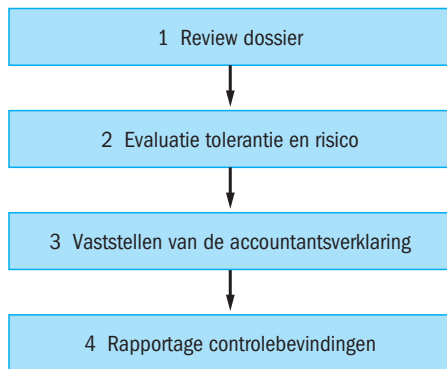 1 Review dossier
2 Evaluatie tolerantie en risico
3 Vaststellen van de accountantsverklaring
4 Rapportage controlebevindingen